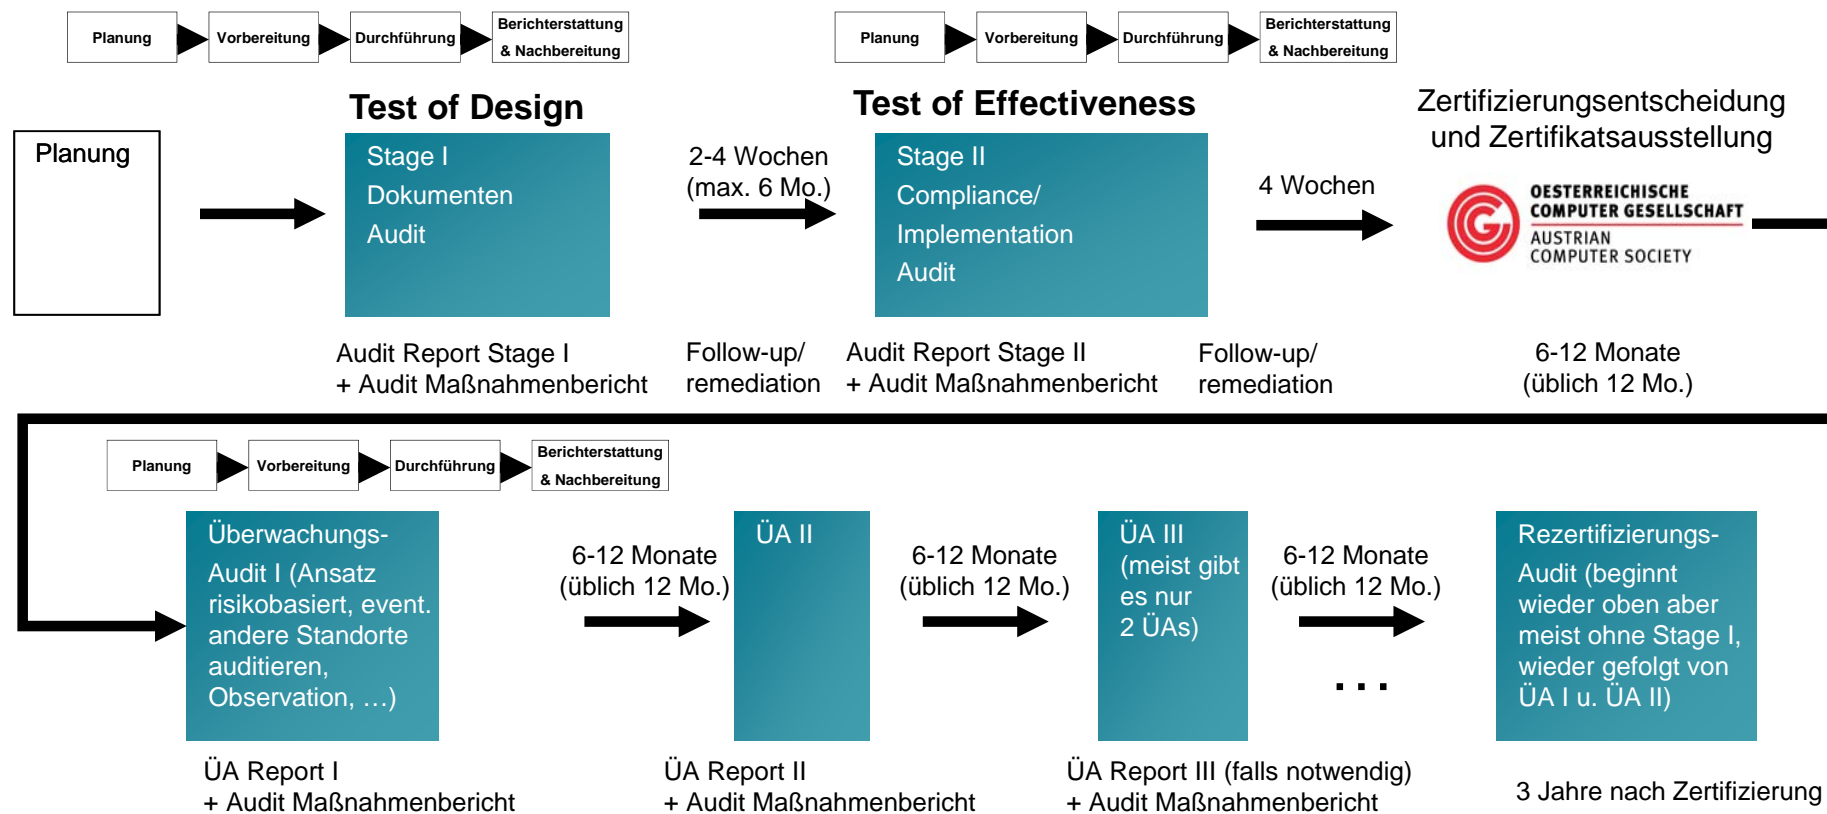 Planung
Vorbereitung
Durchführung
Berichterstattung
& Nachbereitung
Planung
Vorbereitung
Durchführung
Berichterstattung
& Nachbereitung
Planung
Test of Design
Stage I
Dokumenten
Audit
2-4 Wochen
(max. 6 Mo.)
Test of Effectiveness
Stage II
Compliance/
Implementation
Audit
4 Wochen
Zertifizierungsentscheidung
und Zertifikatsausstellung
OESTERREICHISCHE
COMPUTER GESELLSCHAFT
AUSTRIAN
COMPUTER SOCIETY
Audit Report Stage I
+ Audit Maßnahmenbericht
Follow-up/
remediation
Audit Report Stage II
+ Audit Maßnahmenbericht
Follow-up/
remediation
6-12 Monate
(üblich 12 Mo.)
Planung
Vorbereitung
Durchführung
Berichterstattung
& Nachbereitung
Überwachungs-
Audit I (Ansatz
risikobasiert, event.
andere Standorte
auditieren,
Observation, …)
6-12 Monate
(üblich 12 Mo.)
ÜA II
6-12 Monate
(üblich 12 Mo.)
ÜA III
(meist gibt
es nur
2 ÜAs)
6-12 Monate
(üblich 12 Mo.)
...
Rezertifizierungs-
Audit (beginnt
wieder oben aber
meist ohne Stage I,
wieder gefolgt von
ÜA I u. ÜA II)
ÜA Report I
+ Audit Maßnahmenbericht
ÜA Report II
+ Audit Maßnahmenbericht
ÜA Report III (falls notwendig)
+ Audit Maßnahmenbericht
3 Jahre nach Zertifizierung